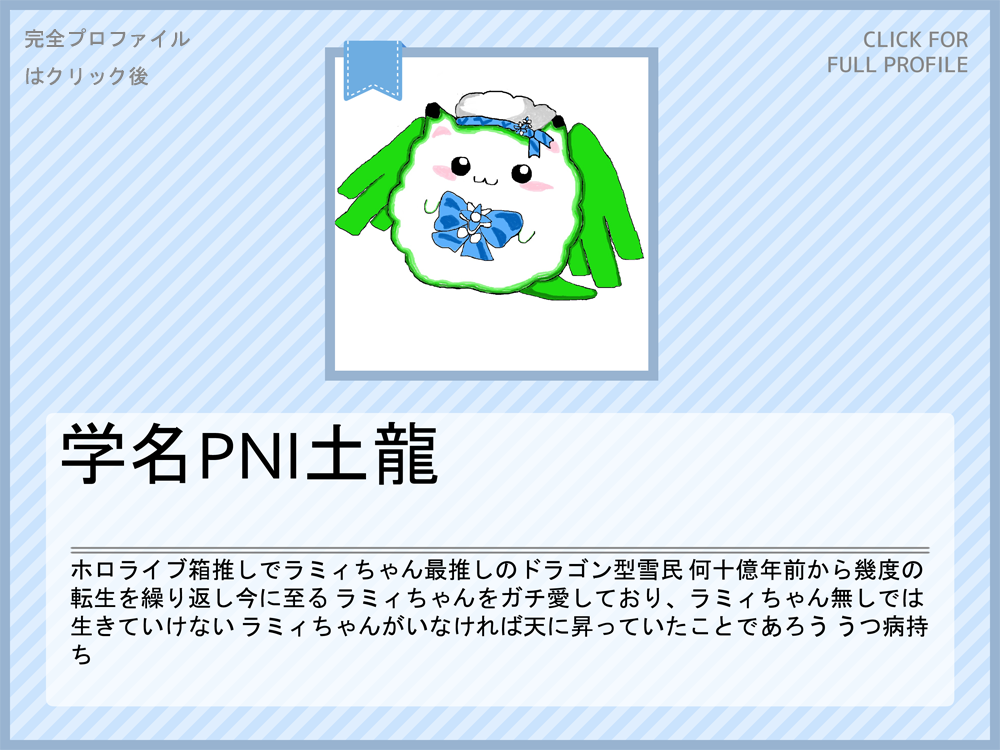 完全プロファイル
はクリック後
CLICK FOR
FULL PROFILE
学名PNI土龍
ホロライブ箱推しでラミィちゃん最推しのドラゴン型雪民 何十億年前から幾度の
転生を繰り返し今に至る ラミィちゃんをガチ愛しており、ラミィちゃん無しでは
生きていけない ラミィちゃんがいなければ天に昇っていたことであろう うつ病持
ち